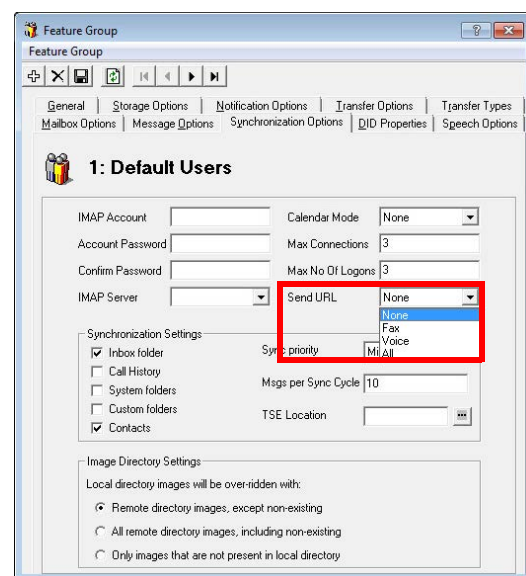 Feature Group
Feature Group
General Storage Options Notification Options Transfer Options Transfer Types
Mailbox Options Message Options Synchronization Options DID Properties Speech Options
1: Default Users
IMAP Account Calendar Mode None
Account Password Max Connections 3
Confirm Password Max No Of Logons 3
IMAP Server Send URL None
None
Fax
Voice
All
Synchronization Settings
Inbox folder Sync priority
Call History
System folders Msgs per Sync Cycle 10
Custom folders TSE Location ...
Contacts
Image Directory Settings
Local directory images will be over-ridden with:
Remote directory images, except non-existing
All remote directory images, including non-existing
Only images that are not present in local directory